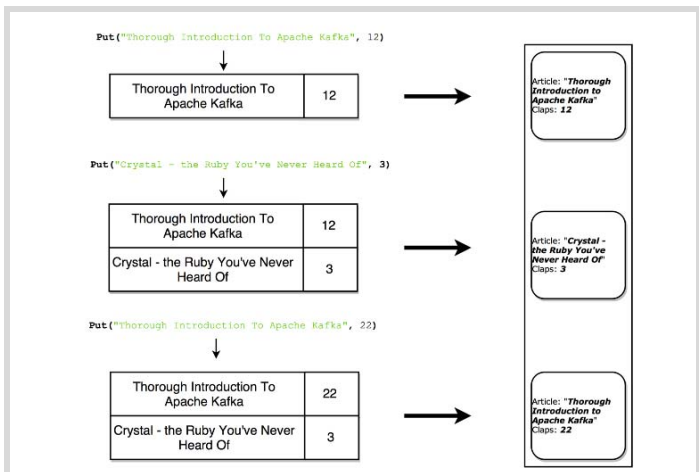 Put("Thorough Introduction To Apache Kafka", 12)
Thorough Introduction To
Apache Kafka
12
Article: "Thorough
Introduction to
Apache Kafka"
Claps: 12
Put("Crystal - the Ruby You've Never Heard Of", 3)
Thorough Introduction To
Apache Kafka
12
Crystal - the Ruby You've Never
Heard Of
3
Article: "Crystal -
the Ruby You've
Never Heard Of"
Claps: 3
Put("Thorough Introduction To Apache Kafka", 22)
Thorough Introduction To
Apache Kafka
22
Crystal - the Ruby You've Never
Heard Of
3
Article: "Thorough
Introduction to
Apache Kafka"
Claps: 22